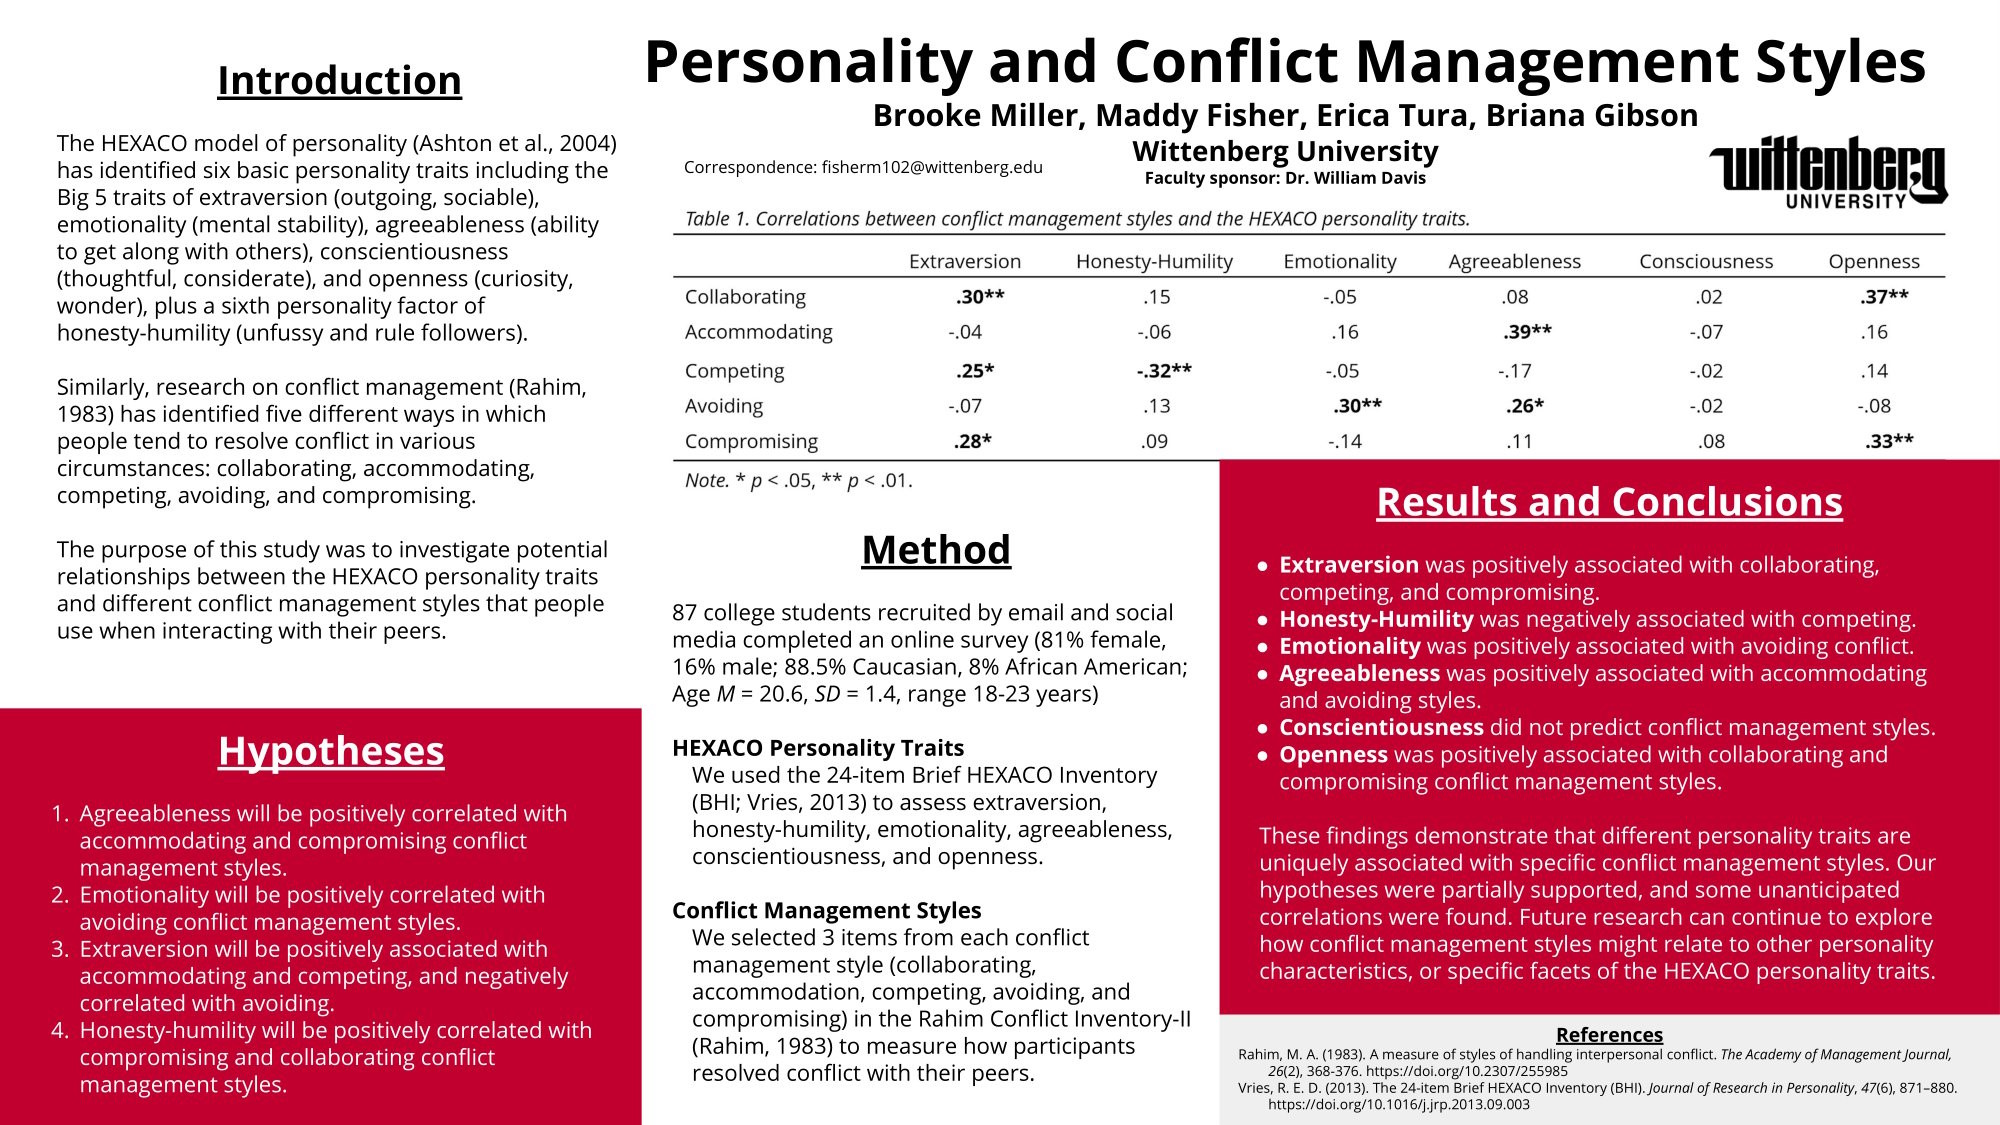 Personality and Conflict Management Styles
Brooke Miller, Maddy Fisher, Erica Tura, Briana Gibson
Wittenberg University
Correspondence: fisherm102@wittenberg.edu
Faculty sponsor: Dr. William Davis
wittenberg
UNIVERSITY
Introduction
The HEXACO model of personality (Ashton et al., 2004)
has identified six basic personality traits including the
Big 5 traits of extraversion (outgoing, sociable),
emotionality (mental stability), agreeableness (ability
to get along with others), conscientiousness
(thoughtful, considerate), and openness (curiosity,
wonder), plus a sixth personality factor of
honesty-humility (unfussy and rule followers).
Similarly, research on conflict management (Rahim,
1983) has identified five different ways in which
people tend to resolve conflict in various
circumstances: collaborating, accommodating,
competing, avoiding, and compromising.
The purpose of this study was to investigate potential
relationships between the HEXACO personality traits
and different conflict management styles that people
use when interacting with their peers.
Hypotheses
1. Agreeableness will be positively correlated with
accommodating and compromising conflict
management styles.
2. Emotionality will be positively correlated with
avoiding conflict management styles.
3. Extraversion will be positively associated with
accommodating and competing, and negatively
correlated with avoiding.
4. Honesty-humility will be positively correlated with
compromising and collaborating conflict
management styles.
Table 1. Correlations between conflict management styles and the HEXACO personality traits.
Extraversion Honesty-Humility Emotionality Agreeableness Consciousness Openness
Collaborating .30** .15 -.05 .08 .02 .37**
Accommodating -.04 -.06 .16 .39** -.07 .16
Competing .25* -.32** -.05 -.17 -.02 .14
Avoiding -.07 .13 .30** .26* -.02 -.08
Compromising .28* .09 -.14 .11 .08 .33**
Note. * p < .05, ** p < .01.
Method
87 college students recruited by email and social
media completed an online survey (81% female,
16% male; 88.5% Caucasian, 8% African American;
Age M = 20.6, SD = 1.4, range 18-23 years)
HEXACO Personality Traits
We used the 24-item Brief HEXACO Inventory
(BHI; Vries, 2013) to assess extraversion,
honesty-humility, emotionality, agreeableness,
conscientiousness, and openness.
Conflict Management Styles
We selected 3 items from each conflict
management style (collaborating,
accommodation, competing, avoiding, and
compromising) in the Rahim Conflict Inventory-II
(Rahim, 1983) to measure how participants
resolved conflict with their peers.
Results and Conclusions
● Extraversion was positively associated with collaborating,
competing, and compromising.
● Honesty-Humility was negatively associated with competing.
● Emotionality was positively associated with avoiding conflict.
● Agreeableness was positively associated with accommodating
and avoiding styles.
● Conscientiousness did not predict conflict management styles.
● Openness was positively associated with collaborating and
compromising conflict management styles.
These findings demonstrate that different personality traits are
uniquely associated with specific conflict management styles. Our
hypotheses were partially supported, and some unanticipated
correlations were found. Future research can continue to explore
how conflict management styles might relate to other personality
characteristics, or specific facets of the HEXACO personality traits.
References
Rahim, M. A. (1983). A measure of styles of handling interpersonal conflict. The Academy of Management Journal,
26(2), 368-376. https://doi.org/10.2307/255985
Vries, R. E. D. (2013). The 24-item Brief HEXACO Inventory (BHI). Journal of Research in Personality, 47(6), 871–880.
https://doi.org/10.1016/j.jrp.2013.09.003